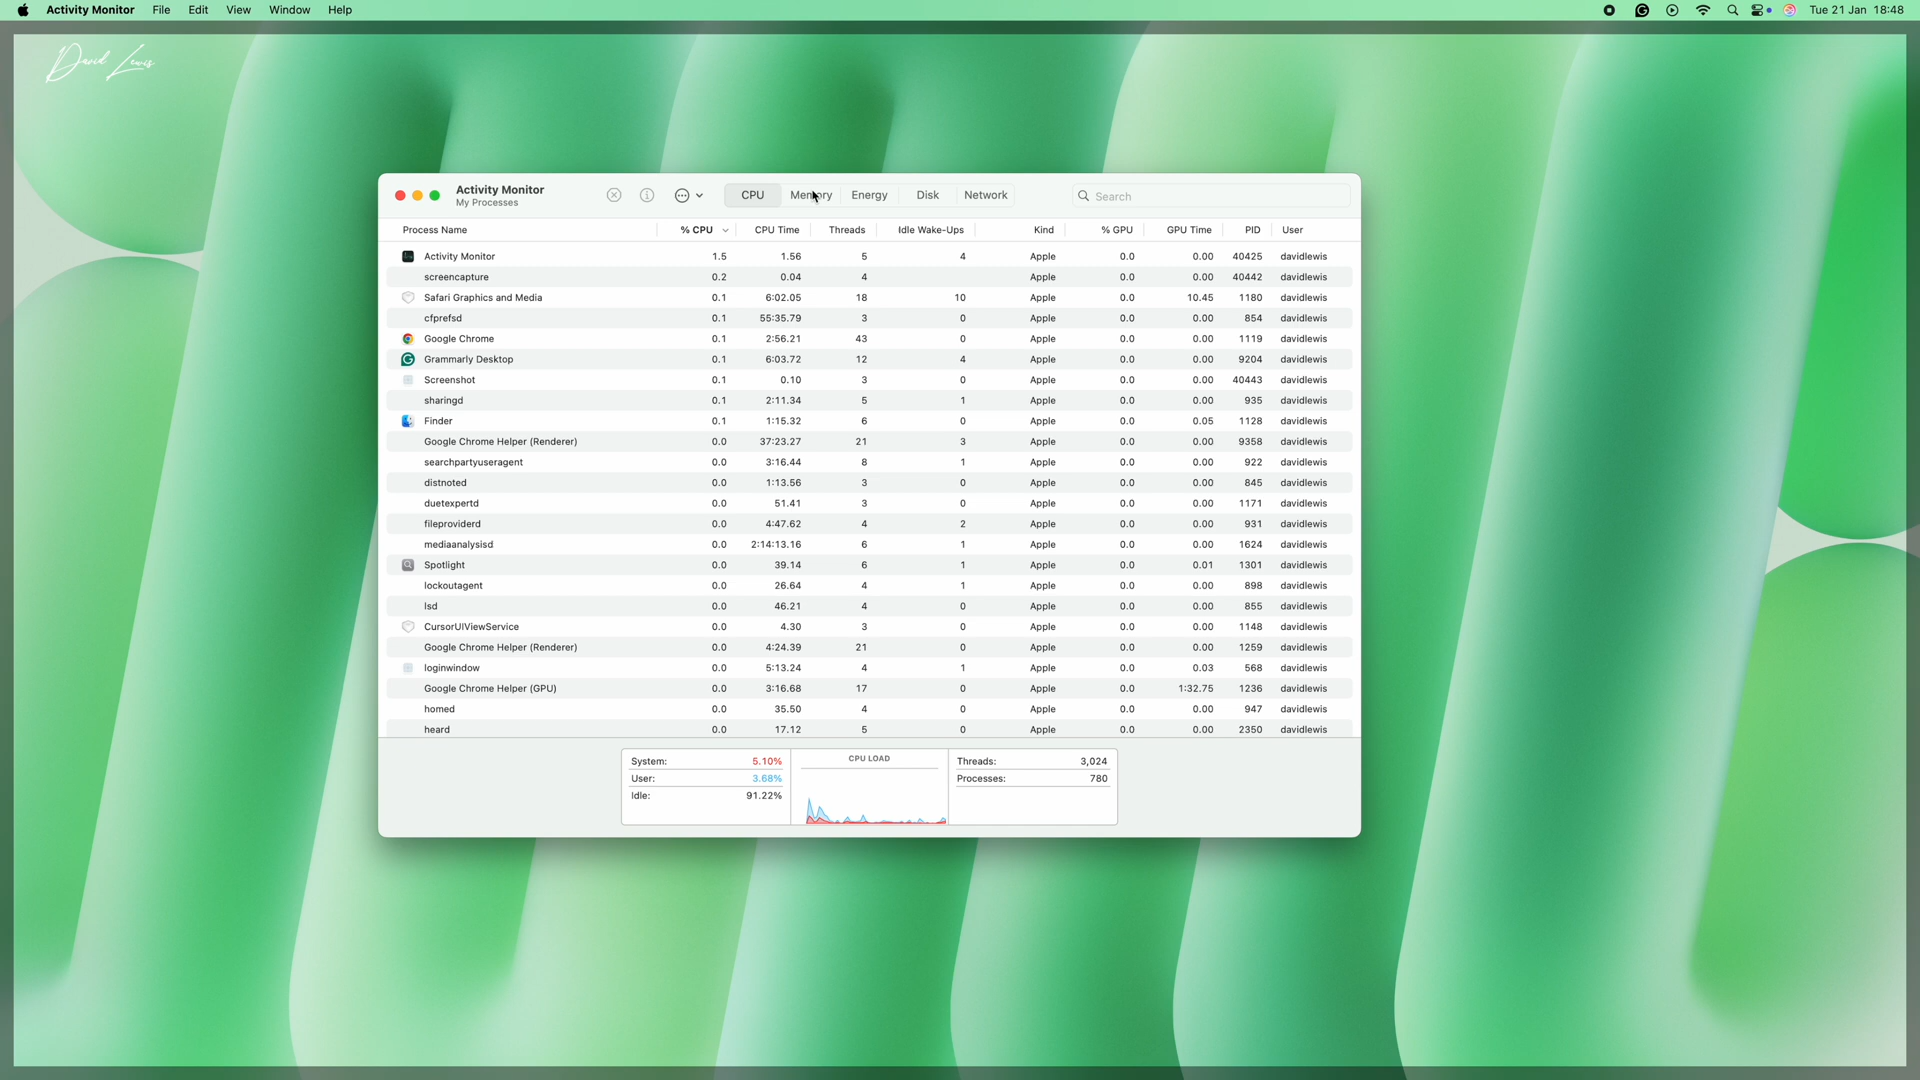 Activity Monitor File Edit View Window Help Tue 21 Jan 18:48
David Lewis
Activity Monitor
My Processes
CPU Memory Energy Disk Network Search
Process Name % CPU CPU Time Threads Idle Wake-Ups Kind % GPU GPU Time PID User
Activity Monitor 1.5 1.56 5 4 Apple 0.0 0.00 40425 davidlewis
screencapture 0.2 0.04 4 Apple 0.0 0.00 40442 davidlewis
Safari Graphics and Media 0.1 6:02.05 18 10 Apple 0.0 10.45 1180 davidlewis
cfprefsd 0.1 55:35.79 3 0 Apple 0.0 0.00 854 davidlewis
Google Chrome 0.1 2:56.21 43 0 Apple 0.0 0.00 1119 davidlewis
Grammarly Desktop 0.1 6:03.72 12 4 Apple 0.0 0.00 9204 davidlewis
Screenshot 0.1 0.10 3 0 Apple 0.0 0.00 40443 davidlewis
sharingd 0.1 2:11.34 5 1 Apple 0.0 0.00 935 davidlewis
Finder 0.1 1:15.32 6 0 Apple 0.0 0.05 1128 davidlewis
Google Chrome Helper (Renderer) 0.0 37:23.27 21 3 Apple 0.0 0.00 9358 davidlewis
searchpartyuseragent 0.0 3:16.44 8 1 Apple 0.0 0.00 922 davidlewis
distnoted 0.0 1:13.56 3 0 Apple 0.0 0.00 845 davidlewis
duetexpertd 0.0 51.41 3 0 Apple 0.0 0.00 1171 davidlewis
fileproviderd 0.0 4:47.62 4 2 Apple 0.0 0.00 931 davidlewis
mediaanalysisd 0.0 2:14:13.16 6 1 Apple 0.0 0.00 1624 davidlewis
Spotlight 0.0 39.14 6 1 Apple 0.0 0.01 1301 davidlewis
lockoutagent 0.0 26.64 4 1 Apple 0.0 0.00 898 davidlewis
lsd 0.0 46.21 4 0 Apple 0.0 0.00 855 davidlewis
CursorUIViewService 0.0 4.30 3 0 Apple 0.0 0.00 1148 davidlewis
Google Chrome Helper (Renderer) 0.0 4:24.39 21 0 Apple 0.0 0.00 1259 davidlewis
loginwindow 0.0 5:13.24 4 1 Apple 0.0 0.03 568 davidlewis
Google Chrome Helper (GPU) 0.0 3:16.68 17 0 Apple 0.0 1:32.75 1236 davidlewis
homed 0.0 35.50 4 0 Apple 0.0 0.00 947 davidlewis
heard 0.0 17.12 5 0 Apple 0.0 0.00 2350 davidlewis
System: 5.10% CPU LOAD Threads: 3,024
User: 3.68% Processes: 780
Idle: 91.22%